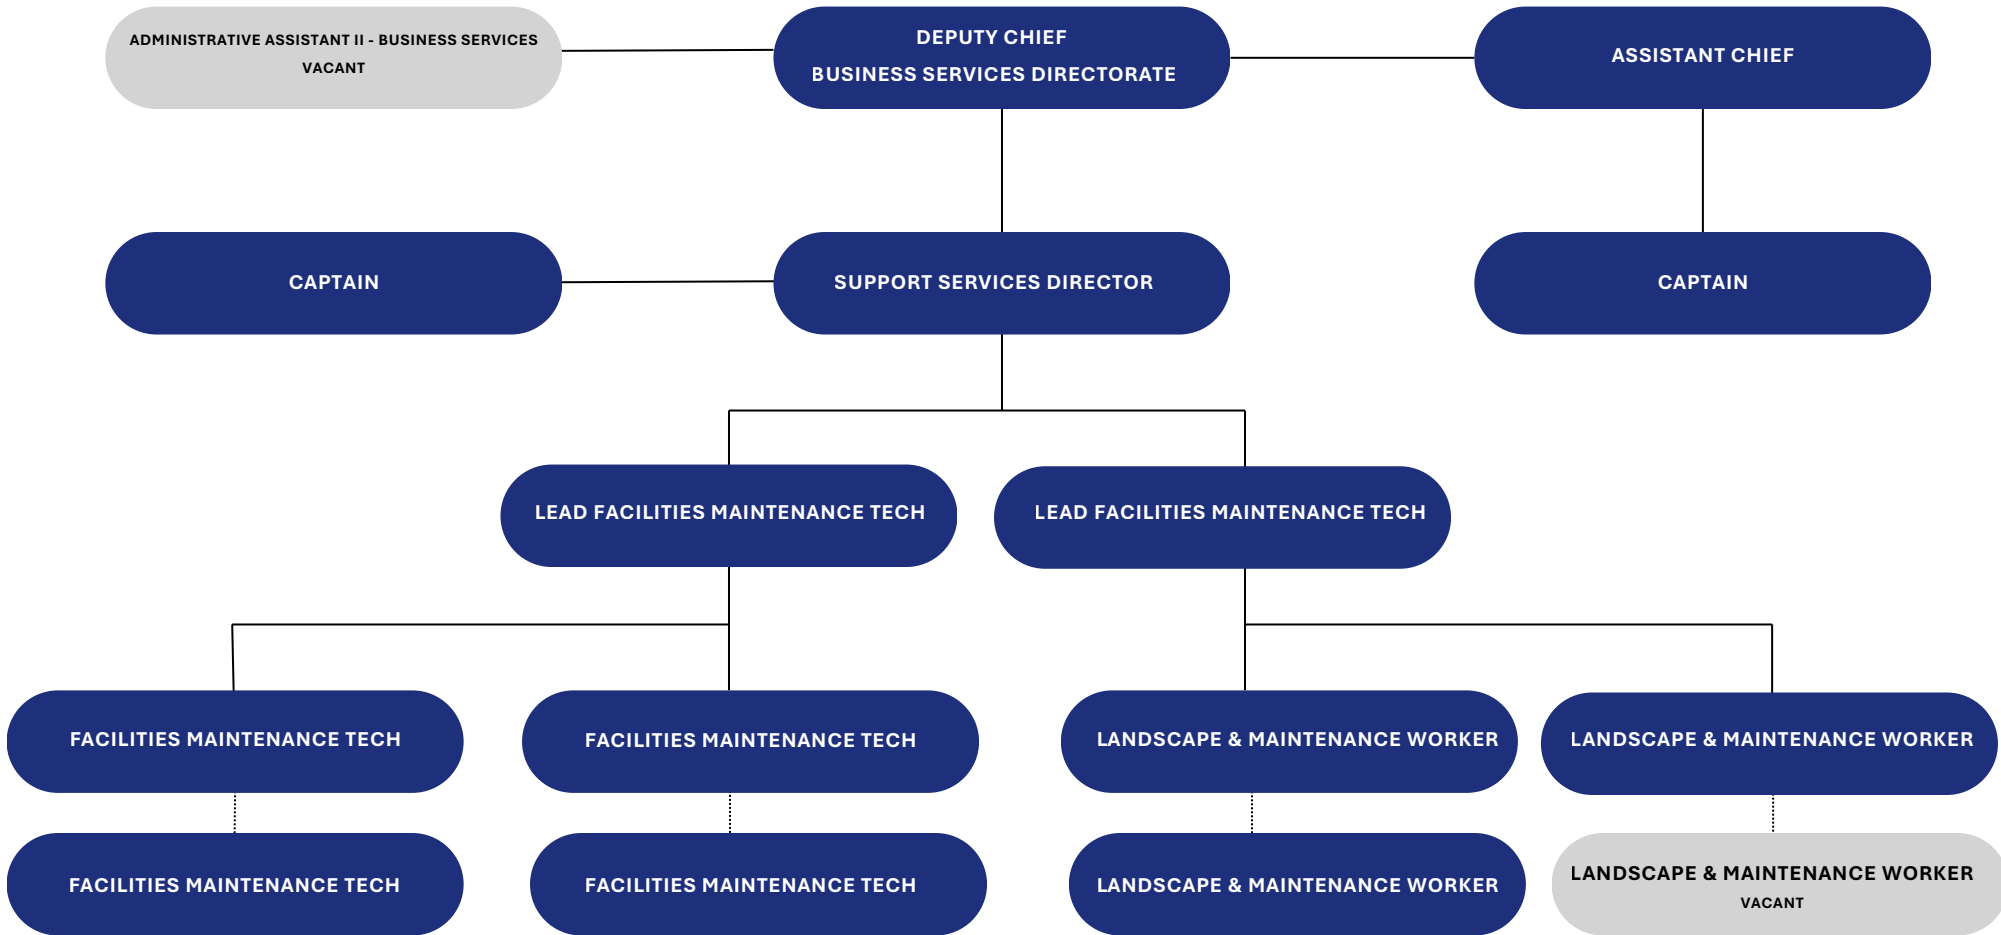 ADMINISTRATIVE ASSISTANT II - BUSINESS SERVICES
VACANT
DEPUTY CHIEF
BUSINESS SERVICES DIRECTORATE
ASSISTANT CHIEF
CAPTAIN
SUPPORT SERVICES DIRECTOR
CAPTAIN
LEAD FACILITIES MAINTENANCE TECH
LEAD FACILITIES MAINTENANCE TECH
FACILITIES MAINTENANCE TECH
FACILITIES MAINTENANCE TECH
LANDSCAPE & MAINTENANCE WORKER
LANDSCAPE & MAINTENANCE WORKER
FACILITIES MAINTENANCE TECH
FACILITIES MAINTENANCE TECH
LANDSCAPE & MAINTENANCE WORKER
LANDSCAPE & MAINTENANCE WORKER
VACANT